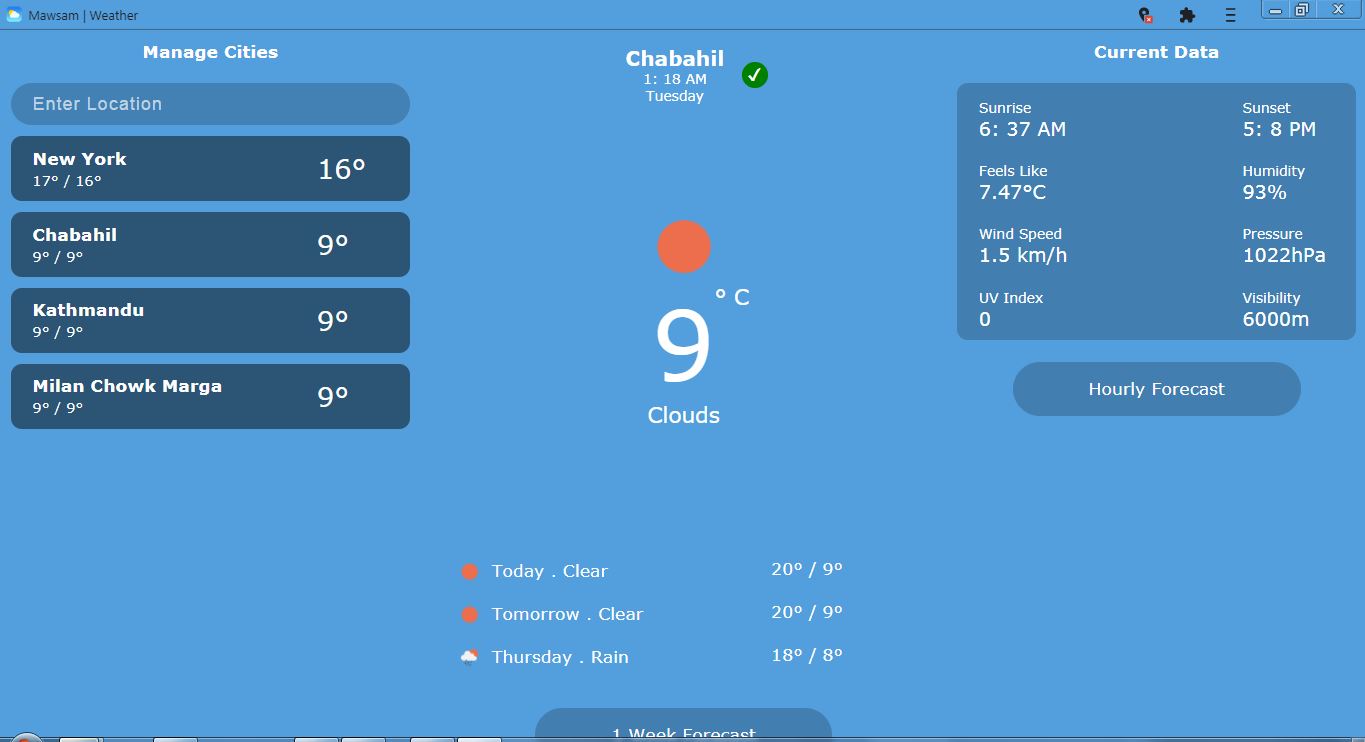 Mawsam | Weather
Manage Cities
Enter Location
New York
17° / 16°
16°
Chabahil
9° / 9°
9°
Kathmandu
9° / 9°
9°
Milan Chowk Marga
9° / 9°
9°
Chabahil
1: 18 AM
Tuesday
° C
9
Clouds
Today . Clear 20° / 9°
Tomorrow . Clear 20° / 9°
Thursday . Rain 18° / 8°
1 Week Forecast
Current Data
Sunrise Sunset
6: 37 AM 5: 8 PM
Feels Like Humidity
7.47°C 93%
Wind Speed Pressure
1.5 km/h 1022hPa
UV Index Visibility
0 6000m
Hourly Forecast